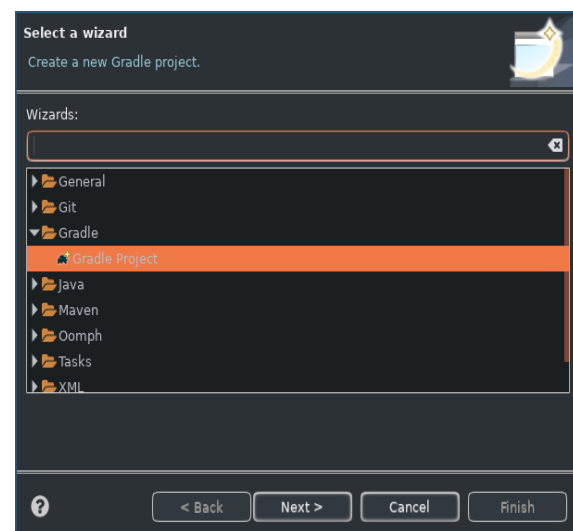 Select a wizard
Create a new Gradle project.
Wizards:
General
Git
Gradle
Gradle Project
Java
Maven
Oomph
Tasks
XML
< Back Next > Cancel Finish